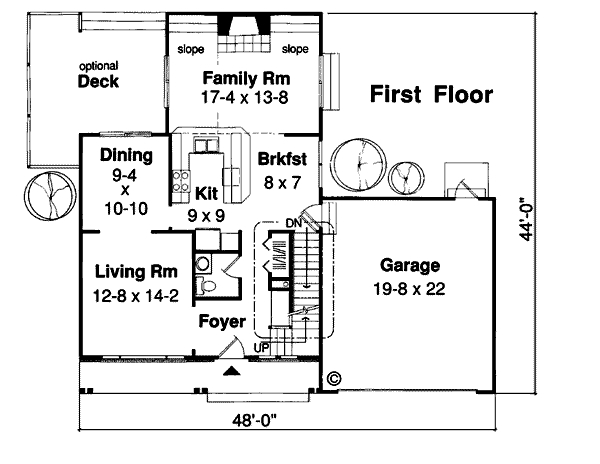 slope
slope
optional
Deck
Family Rm
17-4 x 13-8
First Floor
Dining
9-4
x
10-10
Brkfst
8 x 7
Kit
9 x 9
DN
44'-0"
Living Rm
12-8 x 14-2
Garage
19-8 x 22
Foyer
UP
©
48'-0"